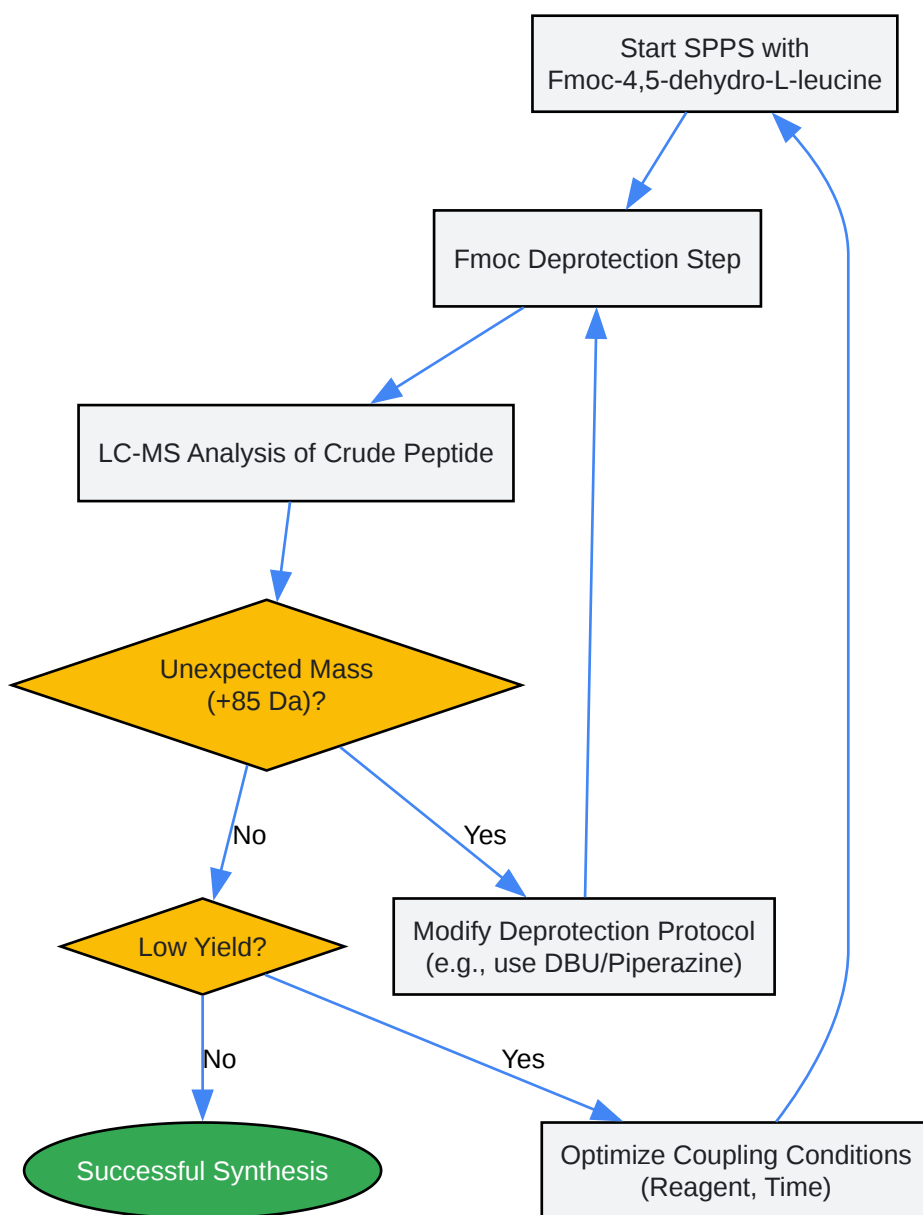 Start SPPS with
Fmoc-4,5-dehydro-L-leucine
Fmoc Deprotection Step
LC-MS Analysis of Crude Peptide
Unexpected Mass
(+85 Da)?
No
Yes
Low Yield?
Modify Deprotection Protocol
(e.g., use DBU/Piperazine)
No
Yes
Successful Synthesis
Optimize Coupling Conditions
(Reagent, Time)